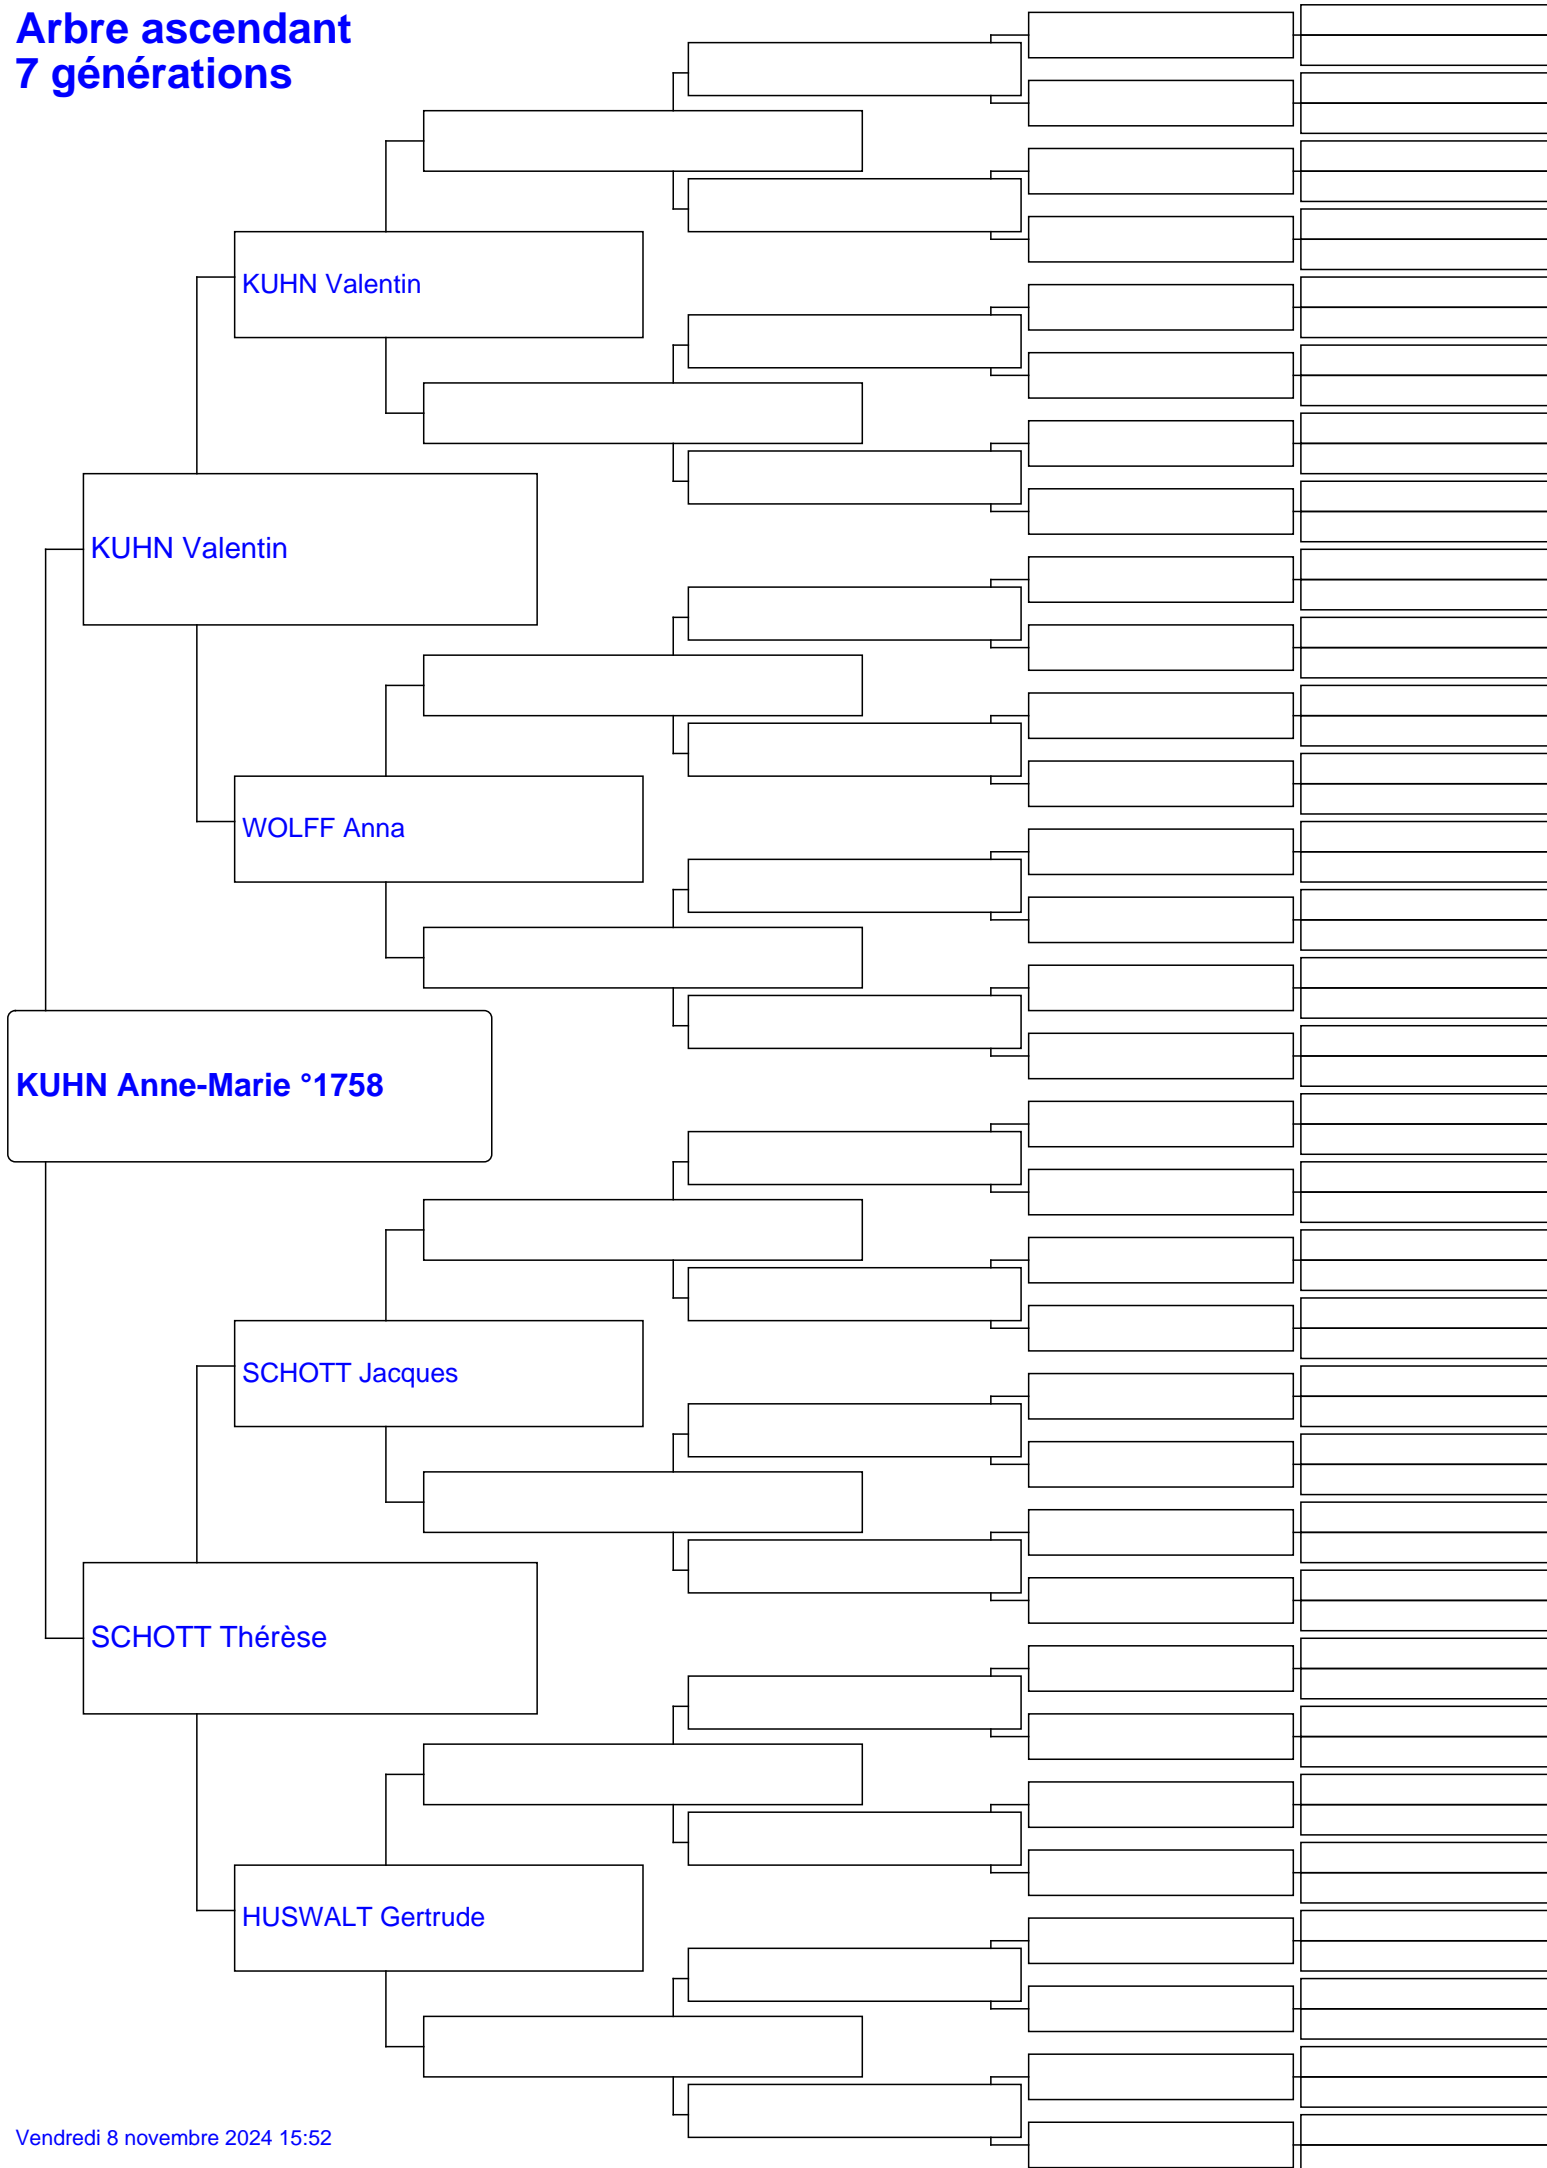 Arbre ascendant
7 générations
KUHN Valentin
KUHN Valentin
WOLFF Anna
KUHN Anne-Marie °1758
SCHOTT Jacques
SCHOTT Thérèse
HUSWALT Gertrude
Vendredi 8 novembre 2024 15:52